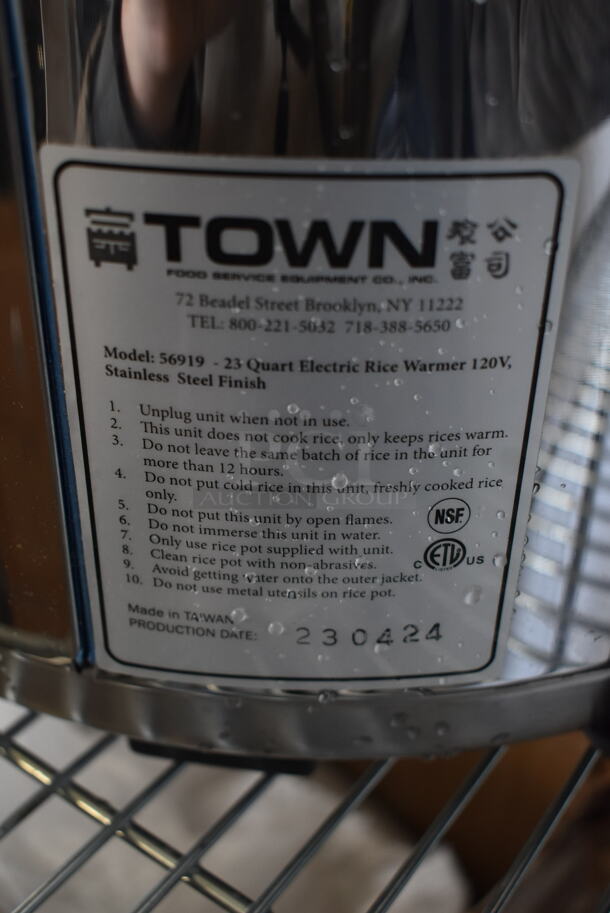 TOWN
公司
富
FOOD SERVICE EQUIPMENT CO., INC.
72 Beadel Street Brooklyn, NY 11222
TEL: 800-221-5032 718-388-5650
Model: 56919 - 23 Quart Electric Rice Warmer 120V,
Stainless Steel Finish
1. Unplug unit when not in use.
2. This unit does not cook rice, only keeps rices warm.
3. Do not leave the same batch of rice in the unit for
more than 12 hours.
4. Do not put cold rice in this unit, freshly cooked rice
only.
5. Do not put this unit by open flames.
6. Do not immerse this unit in water.
7. Only use rice pot supplied with unit.
8. Clean rice pot with non-abrasives.
9. Avoid getting water onto the outer jacket.
10. Do not use metal utensils on rice pot.
NSF
C ETL US
LISTED
AUCTION GROUP
Made in TAIWAN
PRODUCTION DATE: 230424